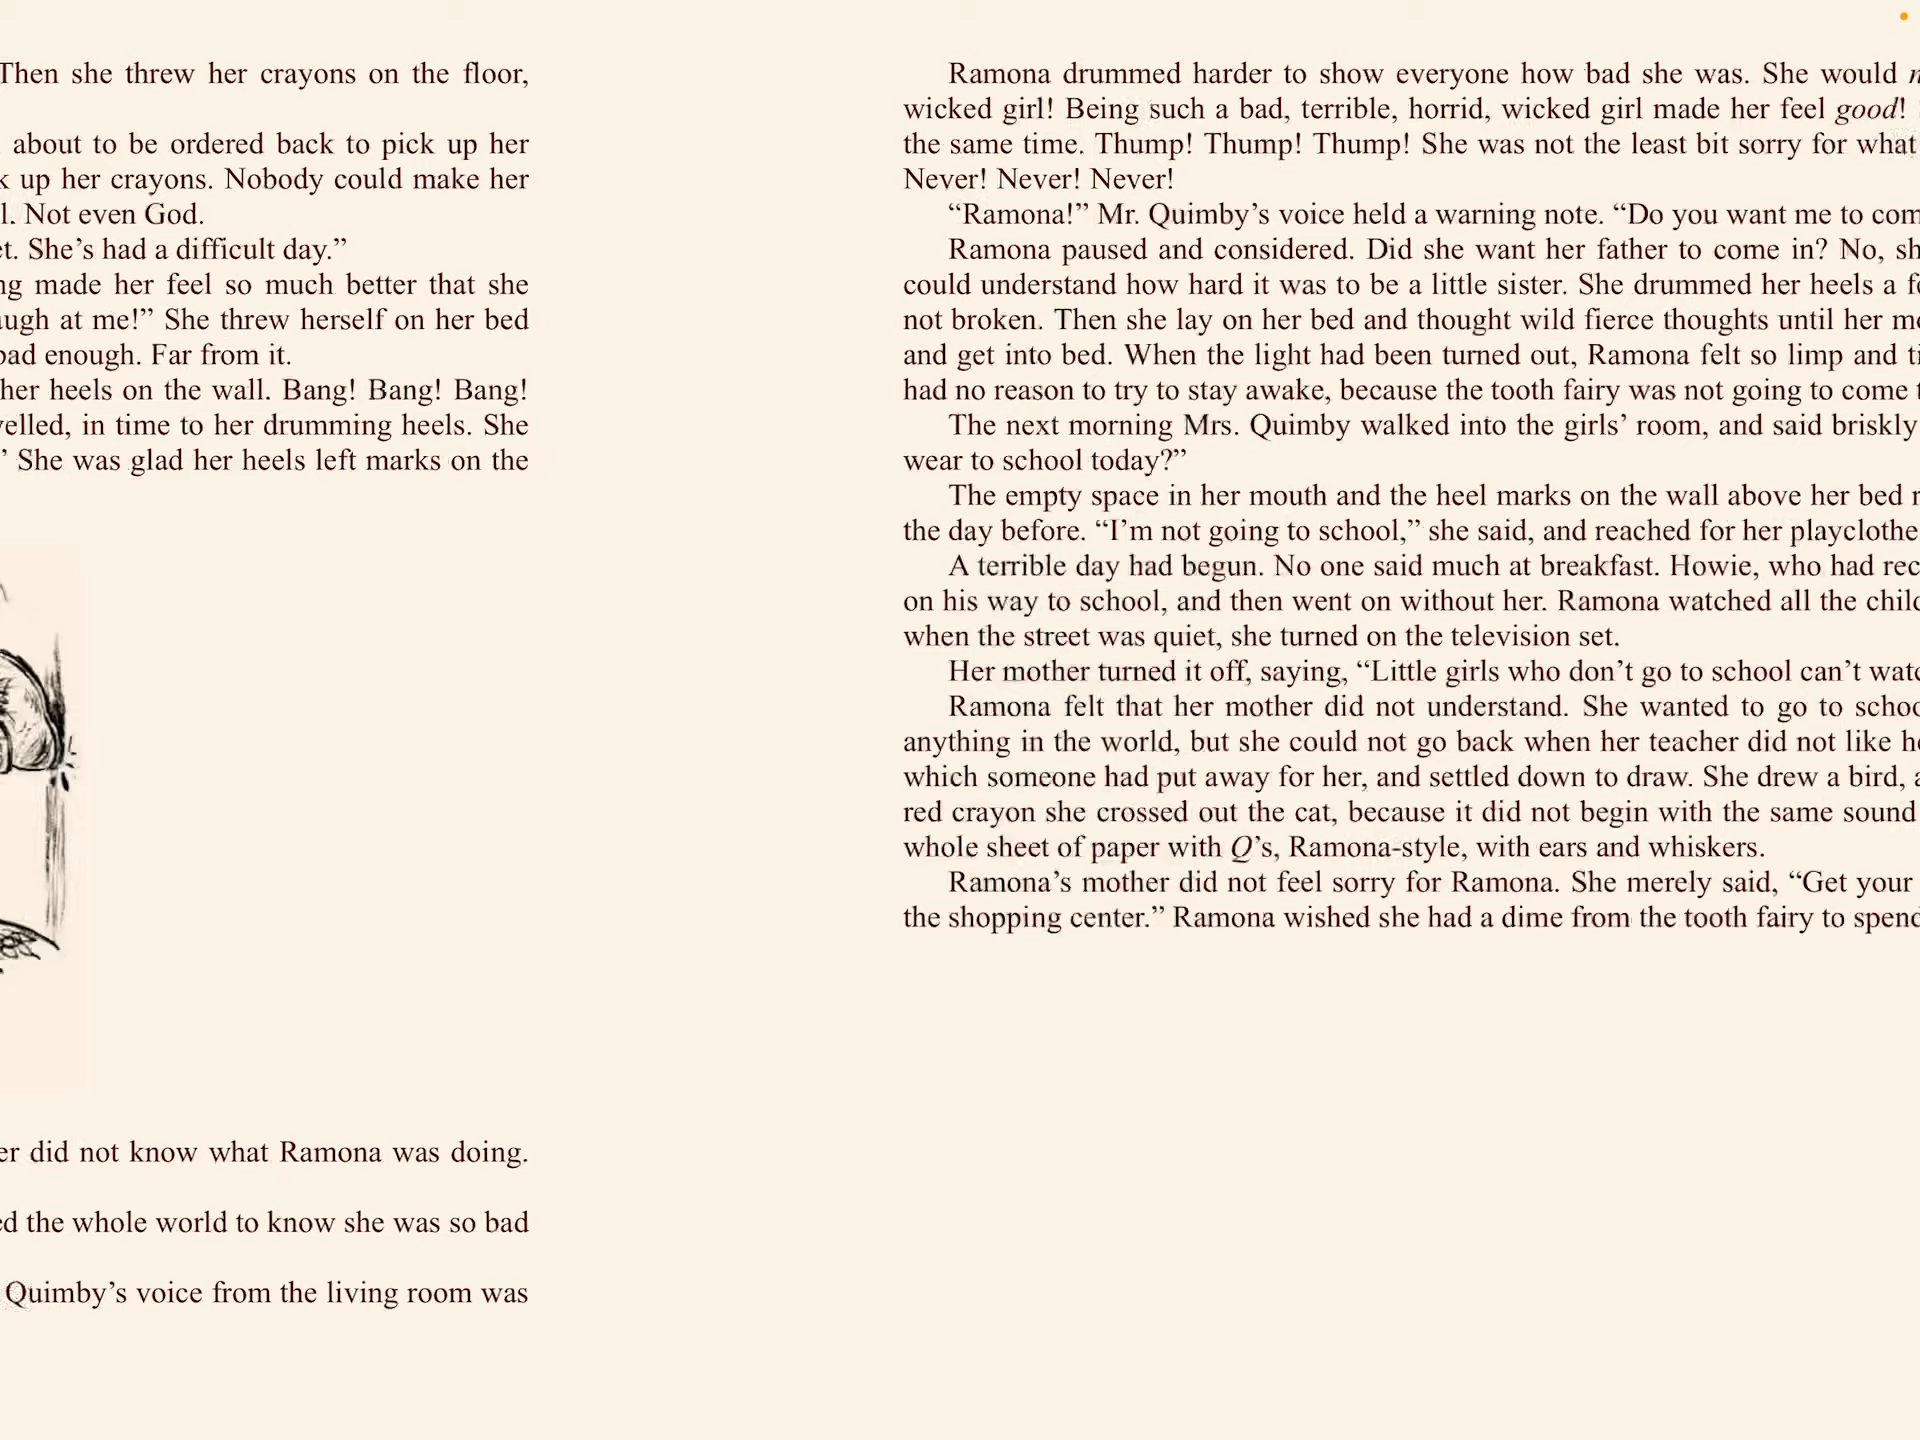 Then she threw her crayons on the floor,
about to be ordered back to pick up her
up her crayons. Nobody could make her
Not even God.
She's had a difficult day.”
made her feel so much better that she
at me!” She threw herself on her bed
enough. Far from it.
her heels on the wall. Bang! Bang! Bang!
in time to her drumming heels. She
She was glad her heels left marks on the
did not know what Ramona was doing.
the whole world to know she was so bad
Quimby’s voice from the living room was
Ramona drummed harder to show everyone how bad she was. She would
wicked girl! Being such a bad, terrible, horrid, wicked girl made her feel good!
the same time. Thump! Thump! Thump! She was not the least bit sorry for what
Never! Never! Never!
“Ramona!” Mr. Quimby’s voice held a warning note. “Do you want me to
Ramona paused and considered. Did she want her father to come in? No,
could understand how hard it was to be a little sister. She drummed her heels a
not broken. Then she lay on her bed and thought wild fierce thoughts until her
and get into bed. When the light had been turned out, Ramona felt so limp and
had no reason to try to stay awake, because the tooth fairy was not going to come
The next morning Mrs. Quimby walked into the girls’ room, and said briskly
wear to school today?”
The empty space in her mouth and the heel marks on the wall above her bed
the day before. “I’m not going to school,” she said, and reached for her
A terrible day had begun. No one said much at breakfast. Howie, who had
on his way to school, and then went on without her. Ramona watched all the
when the street was quiet, she turned on the television set.
Her mother turned it off, saying, “Little girls who don’t go to school can’t
Ramona felt that her mother did not understand. She wanted to go to
anything in the world, but she could not go back when her teacher did not like
which someone had put away for her, and settled down to draw. She drew a bird,
red crayon she crossed out the cat, because it did not begin with the same sound
whole sheet of paper with Q’s, Ramona-style, with ears and whiskers.
Ramona’s mother did not feel sorry for Ramona. She merely said, “Get your
the shopping center.” Ramona wished she had a dime from the tooth fairy to